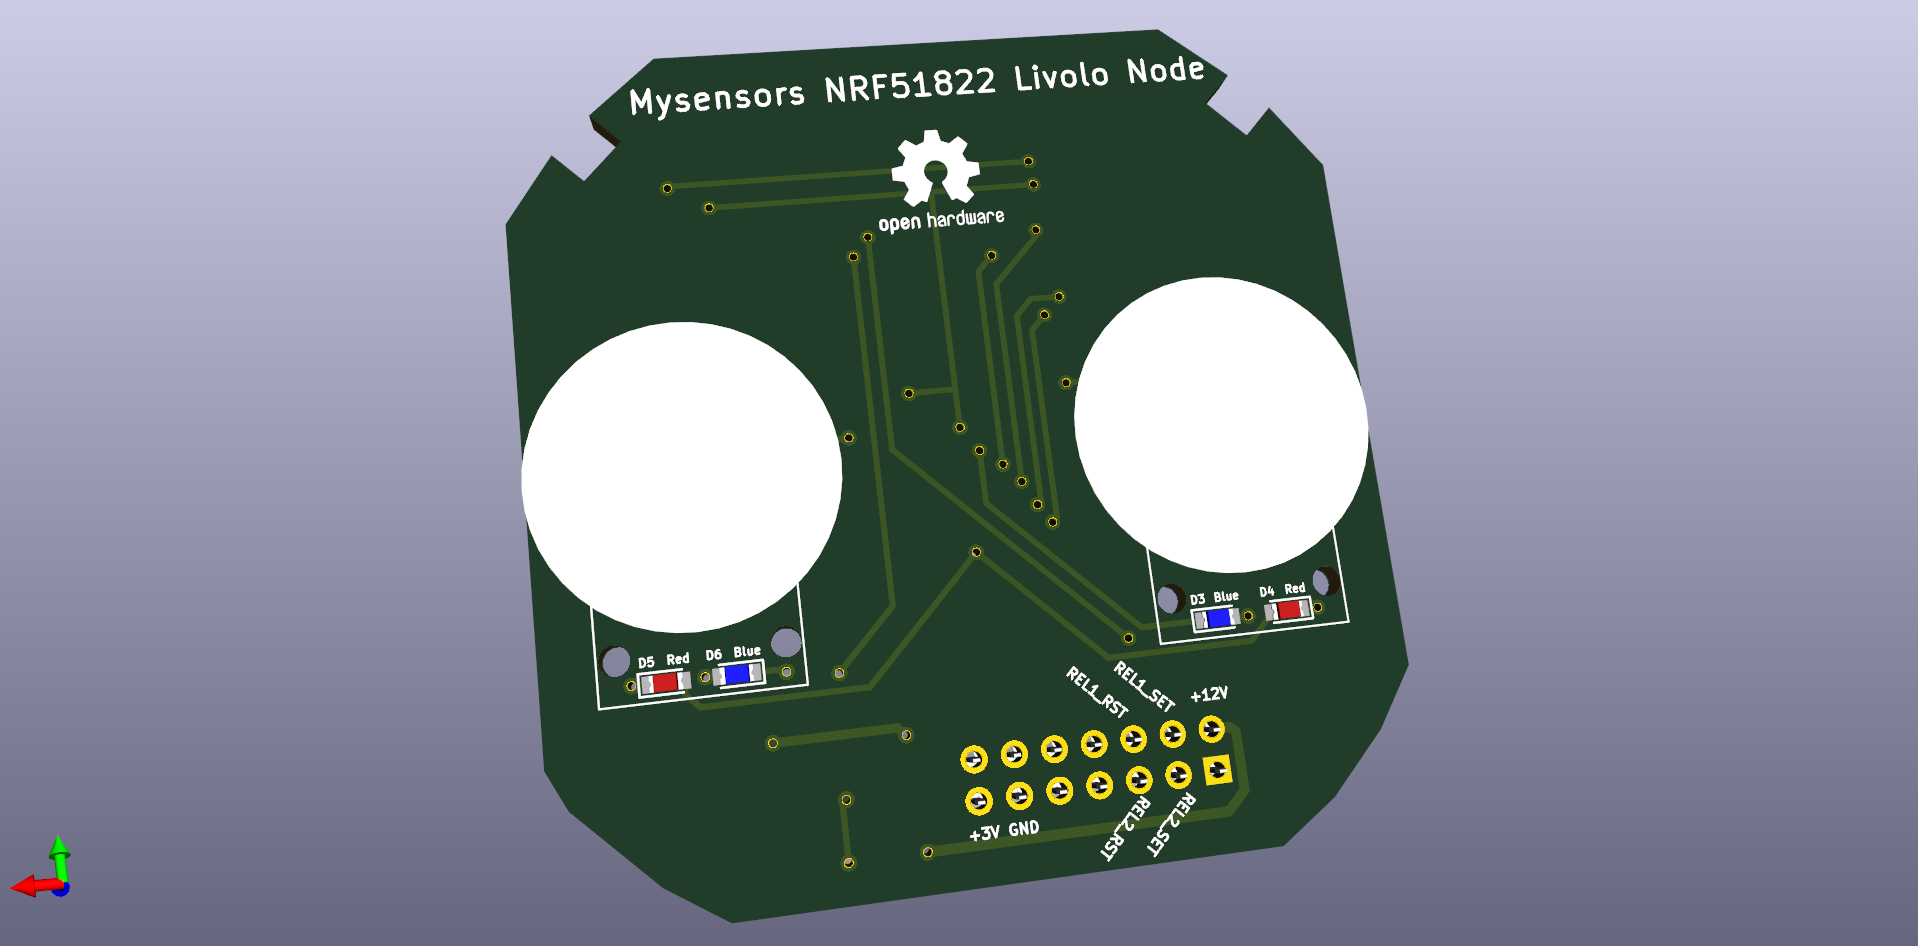 Mysensors NRF51822 Livolo Node
open hardware
D3 Blue
D4 Red
D5 Red
D6 Blue
REL1_RST
REL1_SET
+12V
+3V GND
REL2_RST
REL2_SET